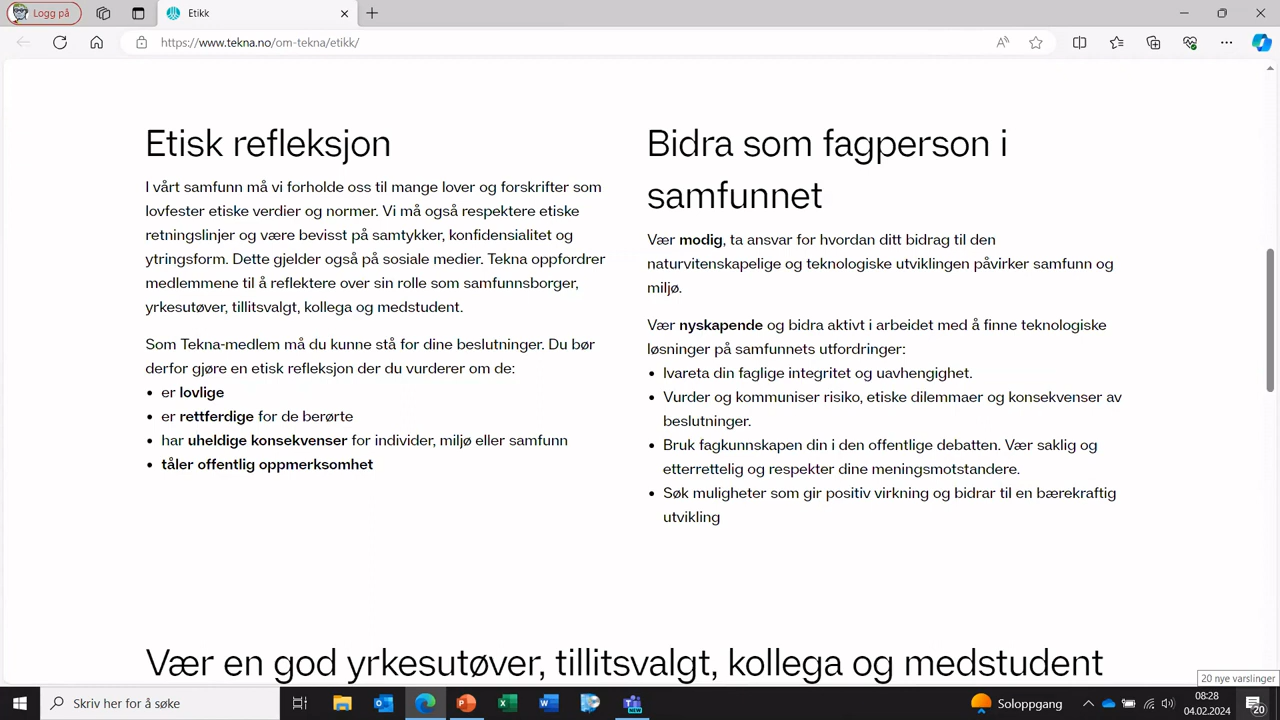 Logg på
Etikk
https://www.tekna.no/om-tekna/etikk/
Etisk refleksjon
I vårt samfunn må vi forholde oss til mange lover og forskrifter som
lovfester etiske verdier og normer. Vi må også respektere etiske
retningslinjer og være bevisst på samtykker, konfidensialitet og
ytringsform. Dette gjelder også på sosiale medier. Tekna oppfordrer
medlemmene til å reflektere over sin rolle som samfunnsborger,
yrkesutøver, tillitsvalgt, kollega og medstudent.
Som Tekna-medlem må du kunne stå for dine beslutninger. Du bør
derfor gjøre en etisk refleksjon der du vurderer om de:
• er lovlige
• er rettferdige for de berørte
• har uheldige konsekvenser for individer, miljø eller samfunn
• tåler offentlig oppmerksomhet
Bidra som fagperson i
samfunnet
Vær modig, ta ansvar for hvordan ditt bidrag til den
naturvitenskapelige og teknologiske utviklingen påvirker samfunn og
miljø.
Vær nyskapende og bidra aktivt i arbeidet med å finne teknologiske
løsninger på samfunnets utfordringer:
• Ivareta din faglige integritet og uavhengighet.
• Vurder og kommuniser risiko, etiske dilemmaer og konsekvenser av
beslutninger.
• Bruk fagkunnskapen din i den offentlige debatten. Vær saklig og
etterrettelig og respekter dine meningsmotstandere.
• Søk muligheter som gir positiv virkning og bidrar til en bærekraftig
utvikling
Vær en god yrkesutøver, tillitsvalgt, kollega og medstudent
20 nye varslinger
Skriv her for å søke
Soloppgang
08:28
04.02.2024
20